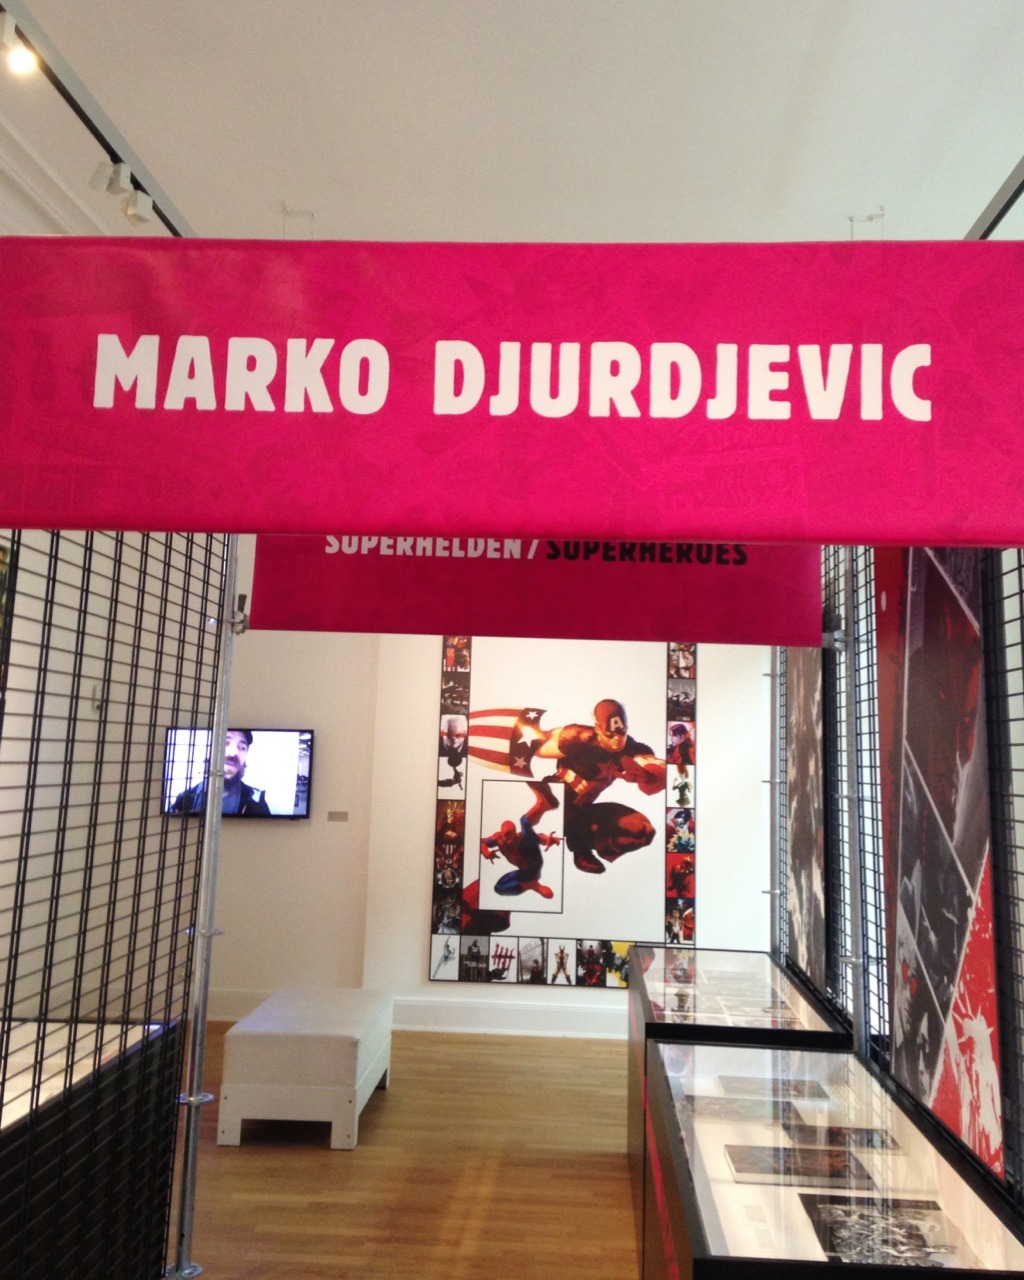 MARKO DJURDJEVIC
SUPERHELDEN / SUPERHEROES
A